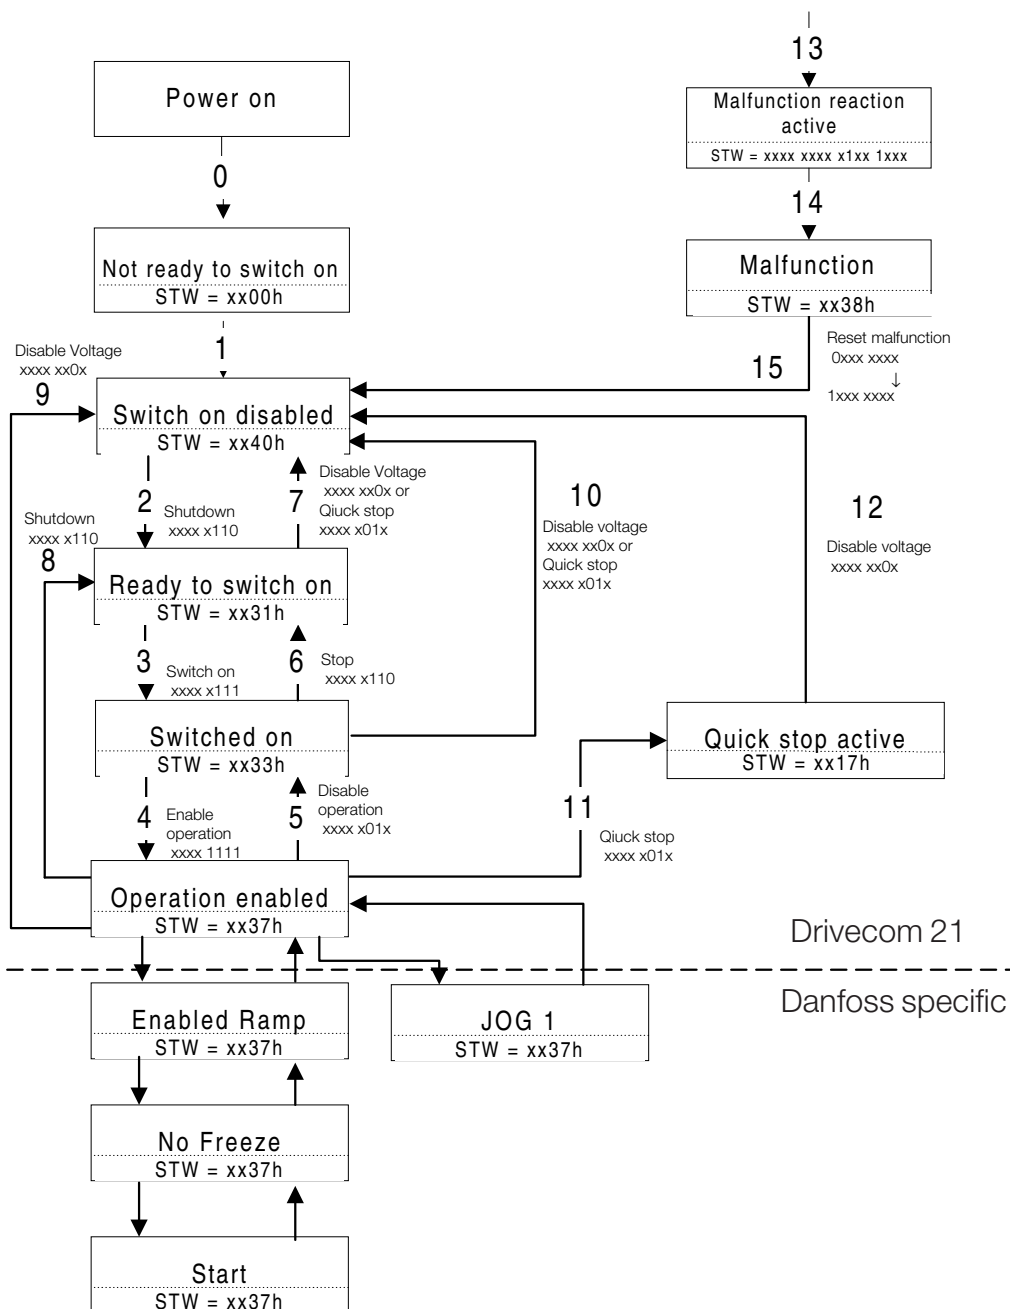 Power on
0
Not ready to switch on
STW = xx00h
1
13
Malfunction reaction
active
STW = xxxx xxxx x1xx 1xxx
14
Malfunction
STW = xx38h
Reset malfunction
0xxx xxxx
↓
1xxx xxxx
15
Disable Voltage
xxxx xx0x
9
Switch on disabled
STW = xx40h
2
Shutdown
xxxx x110
7
Disable Voltage
xxxx xx0x or
Qiuck stop
xxxx x01x
10
Disable voltage
xxxx xx0x or
Quick stop
xxxx x01x
12
Disable voltage
xxxx xx0x
Shutdown
xxxx x110
8
Ready to switch on
STW = xx31h
3
Switch on
xxxx x111
6
Stop
xxxx x110
Switched on
STW = xx33h
Quick stop active
STW = xx17h
4
Enable
operation
xxxx 1111
5
Disable
operation
xxxx x01x
11
Qiuck stop
xxxx x01x
Operation enabled
STW = xx37h
Drivecom 21
Danfoss specific
Enabled Ramp
STW = xx37h
JOG 1
STW = xx37h
No Freeze
STW = xx37h
Start
STW = xx37h